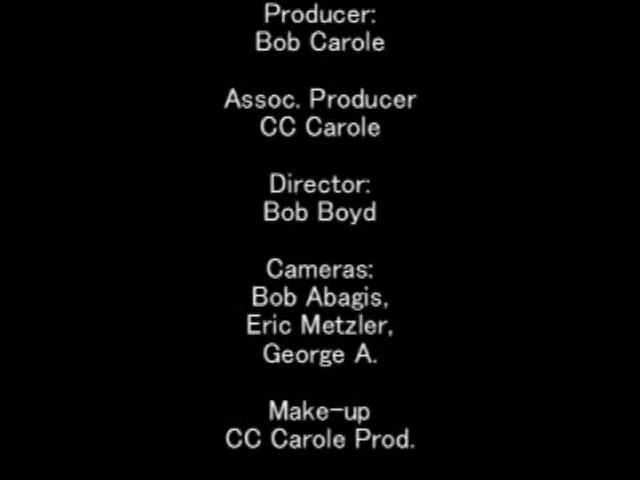 Producer:
Bob Carole
Assoc. Producer
CC Carole
Director:
Bob Boyd
Cameras:
Bob Abagis,
Eric Metzler,
George A.
Make-up
CC Carole Prod.